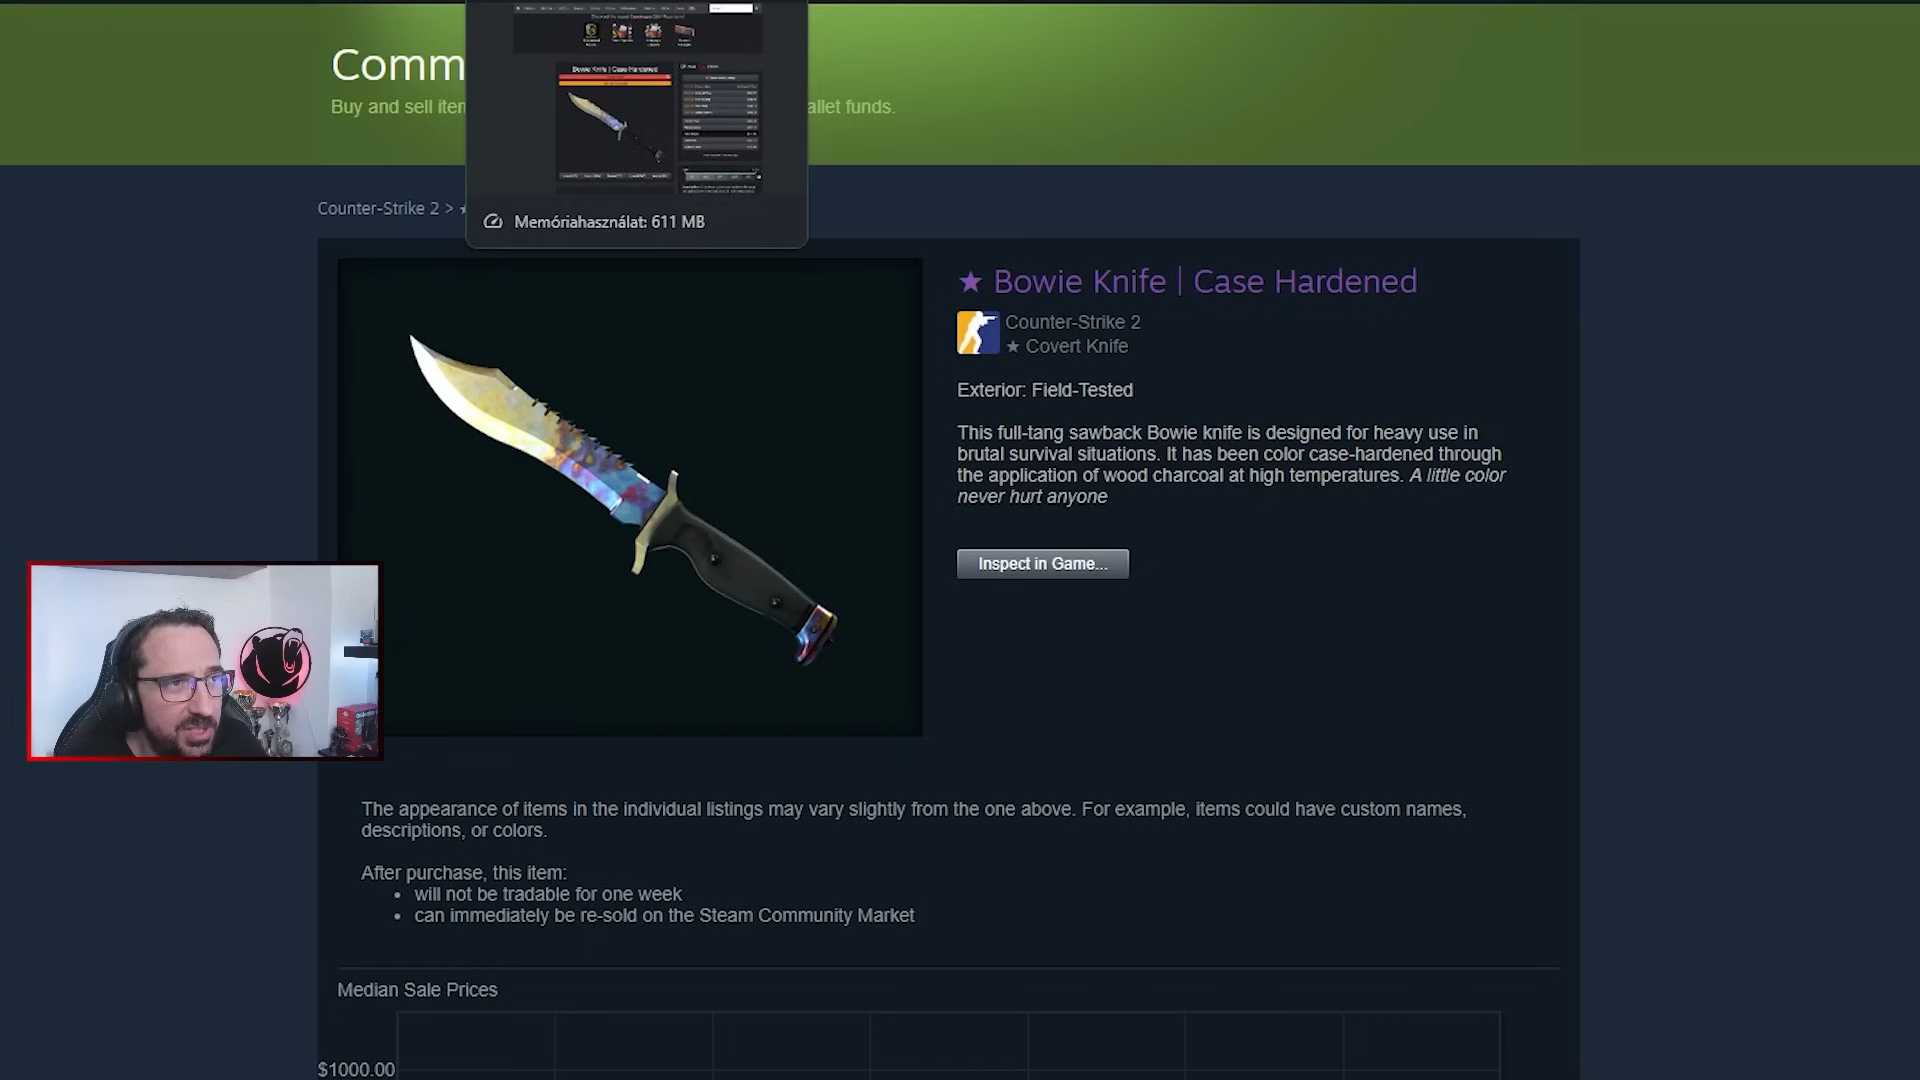 Comm
Buy and sell iten
allet funds.
Bowie Knife | Case Hardened
Memóriahasználat: 611 MB
Counter-Strike 2 >
★ Bowie Knife | Case Hardened
Counter-Strike 2
★ Covert Knife
Exterior: Field-Tested
This full-tang sawback Bowie knife is designed for heavy use in
brutal survival situations. It has been color case-hardened through
the application of wood charcoal at high temperatures. A little color
never hurt anyone
Inspect in Game...
The appearance of items in the individual listings may vary slightly from the one above. For example, items could have custom names,
descriptions, or colors.
After purchase, this item:
• will not be tradable for one week
• can immediately be re-sold on the Steam Community Market
Median Sale Prices
$1000.00